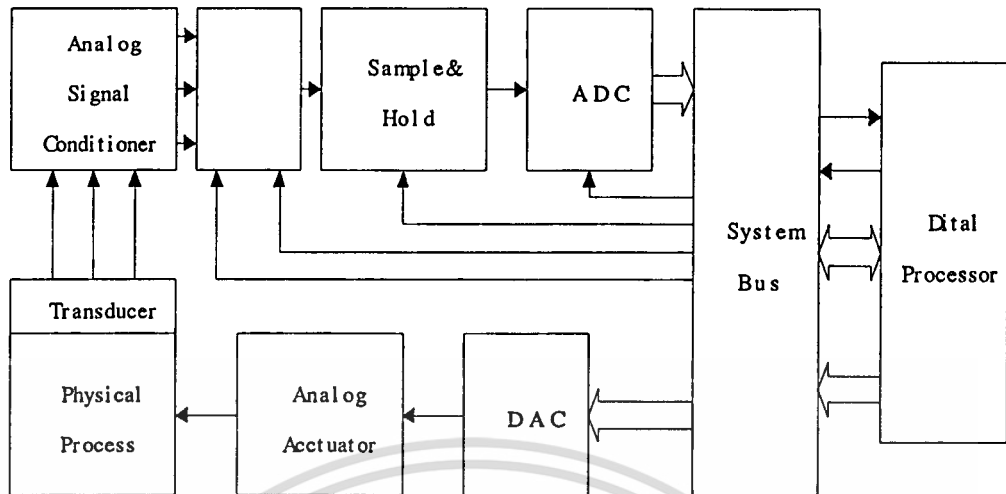 Analog
Signal
Conditioner
Sample&
Hold
ADC
System
Bus
Dital
Processor
Transducer
Physical
Process
Analog
Acctuator
DAC